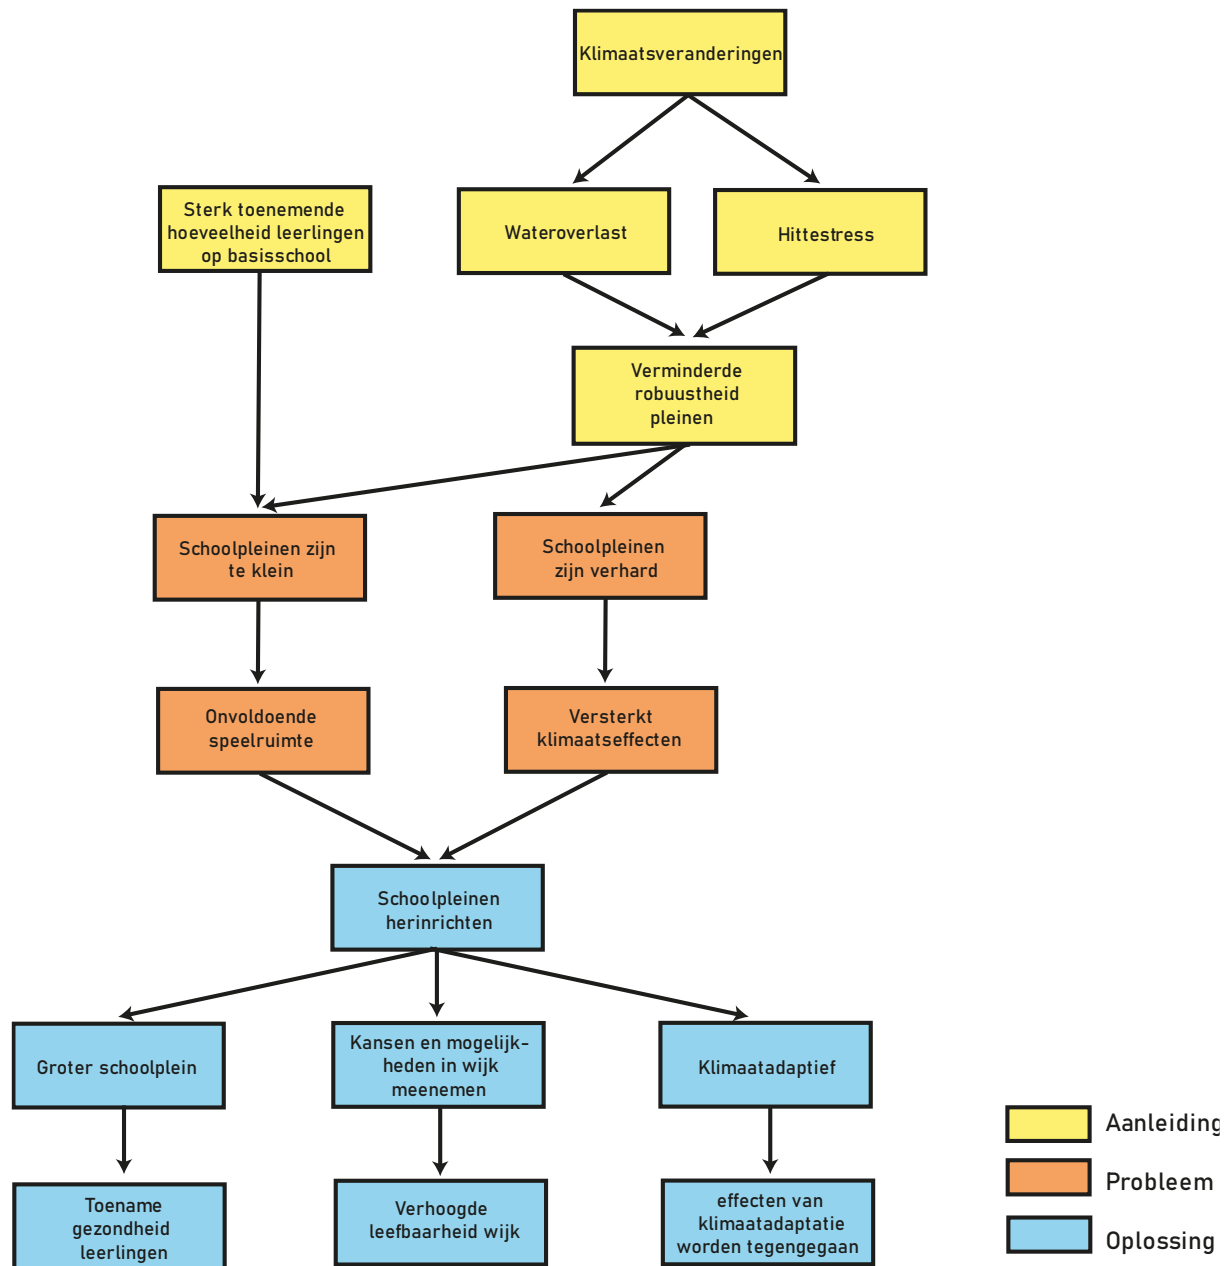 Klimaatsveranderingen
Sterk toenemende
hoeveelheid leerlingen
op basisschool
Wateroverlast
Hittestress
Verminderde
robuustheid
pleinen
Schoolpleinen zijn
te klein
Schoolpleinen
zijn verhard
Onvoldoende
speelruimte
Versterkt
klimaatseffecten
Schoolpleinen
herinrichten
Groter schoolplein
Kansen en mogelijk-
heden in wijk
meenemen
Klimaatadaptief
Toename
gezondheid
leerlingen
Verhoogde
leefbaarheid wijk
effecten van
klimaatadaptatie
worden tegengegaan
Aanleiding
Probleem
Oplossing